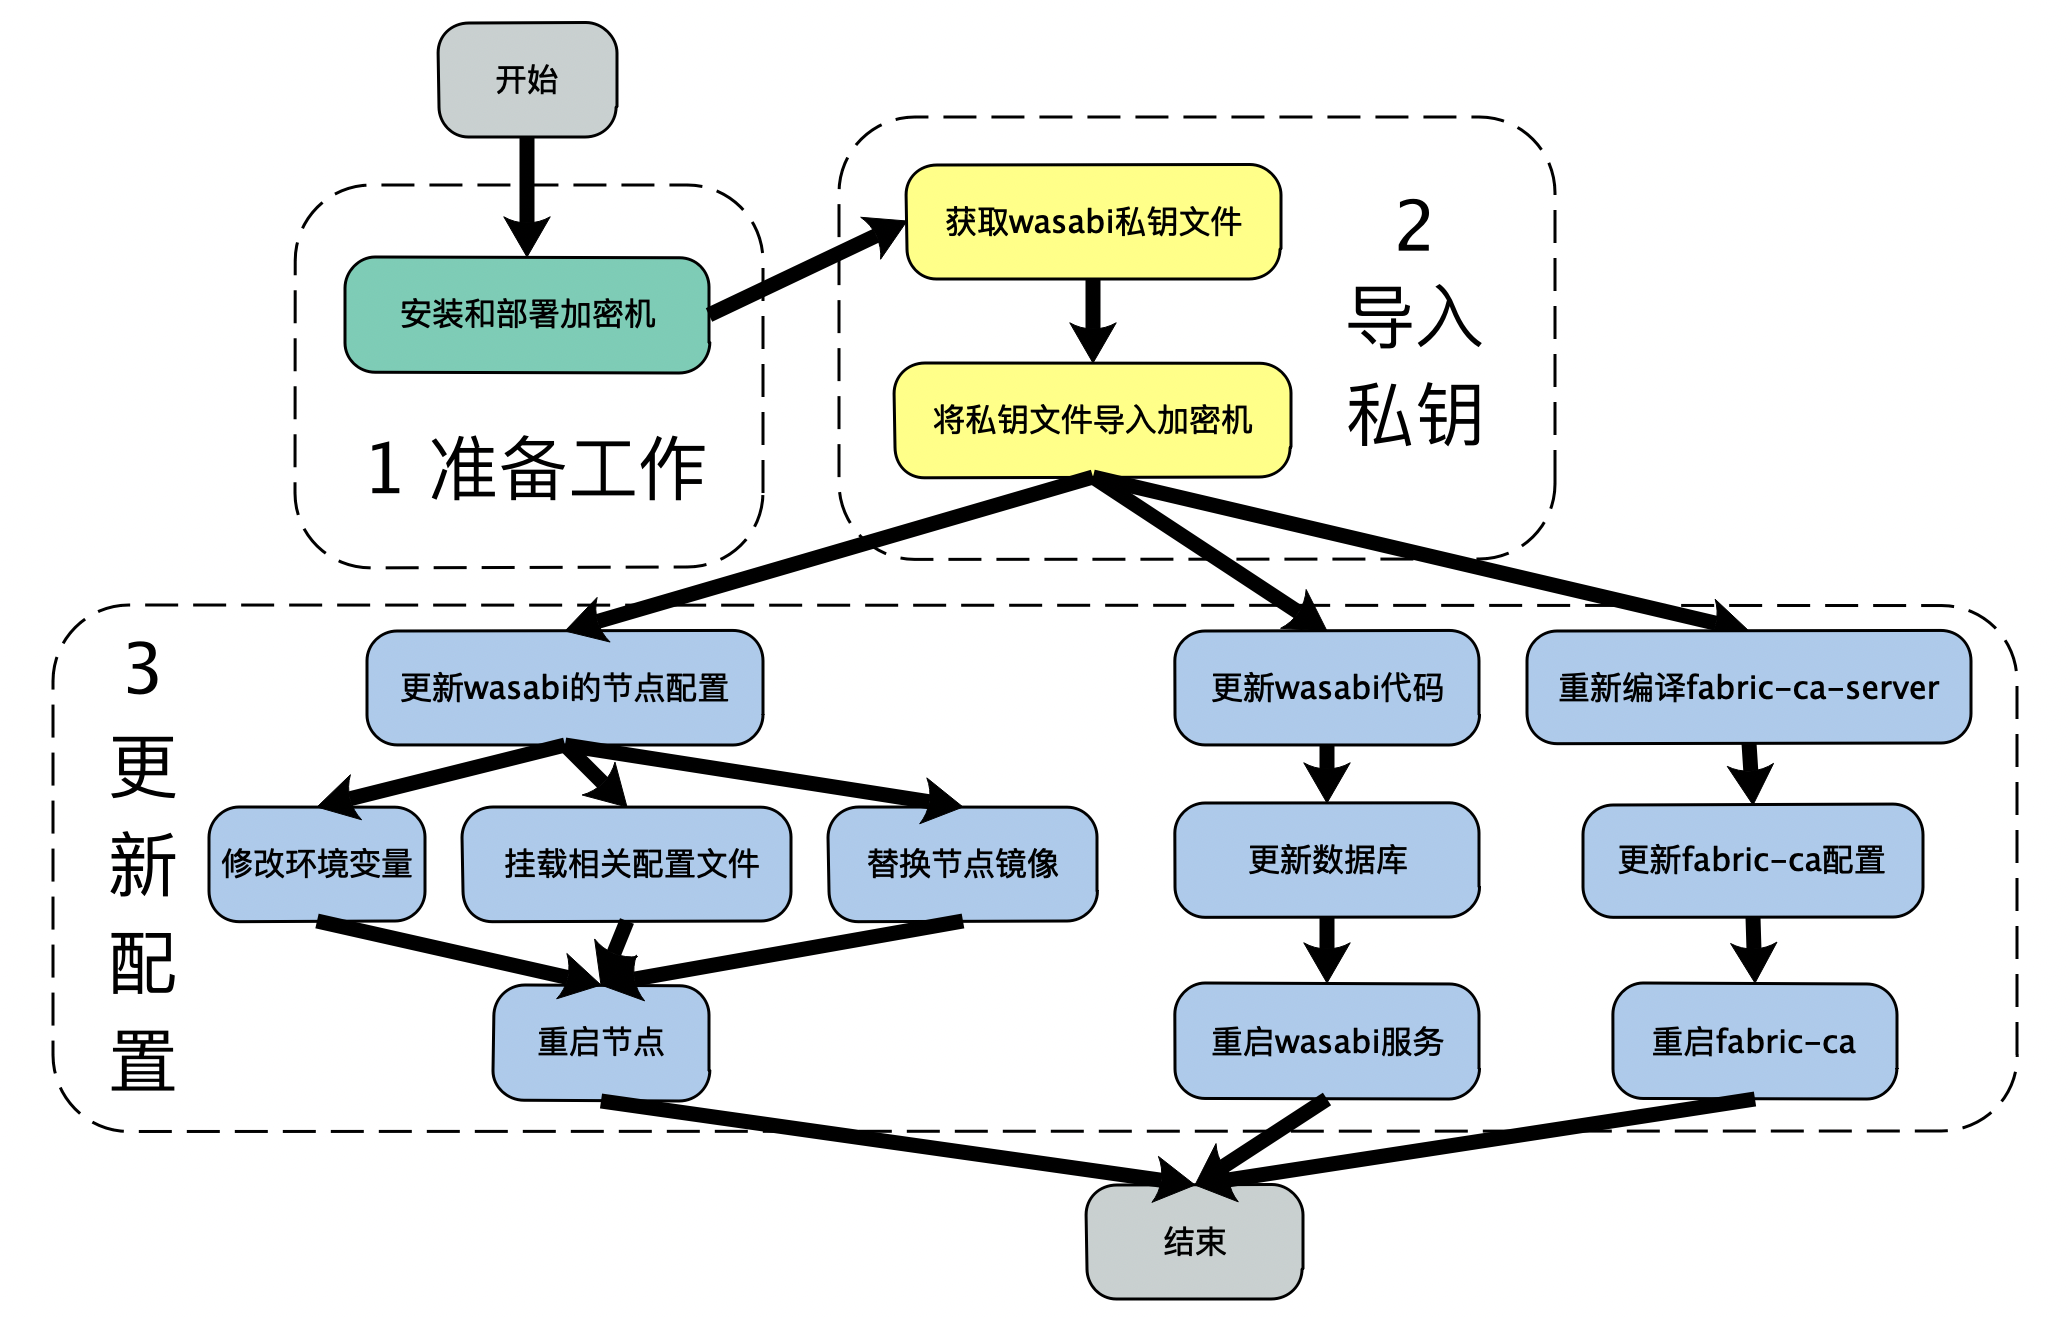 开始
安装和部署加密机
1 准备工作
获取wasabi私钥文件
将私钥文件导入加密机
2
导入
私钥
3
更
新
配
置
更新wasabi的节点配置
更新wasabi代码
重新编译fabric-ca-server
修改环境变量
挂载相关配置文件
替换节点镜像
更新数据库
更新fabric-ca配置
重启节点
重启wasabi服务
重启fabric-ca
结束